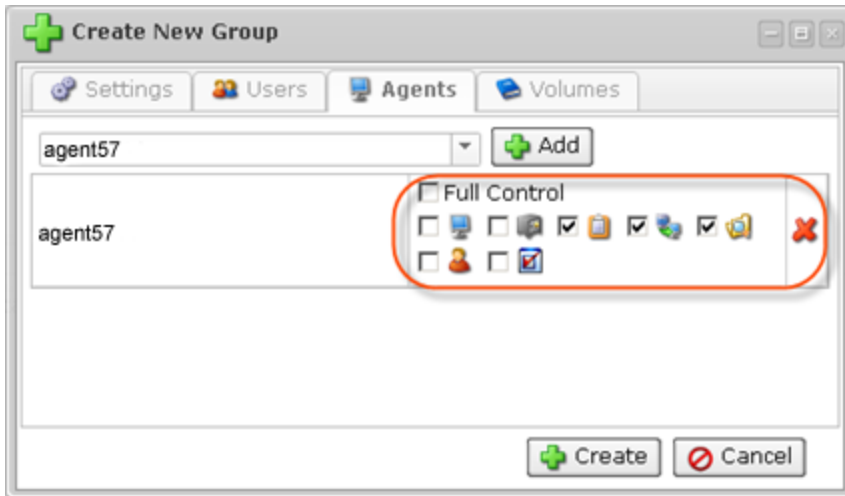 Create New Group
Settings Users Agents Volumes
agent57 Add
Full Control
agent57
Create Cancel